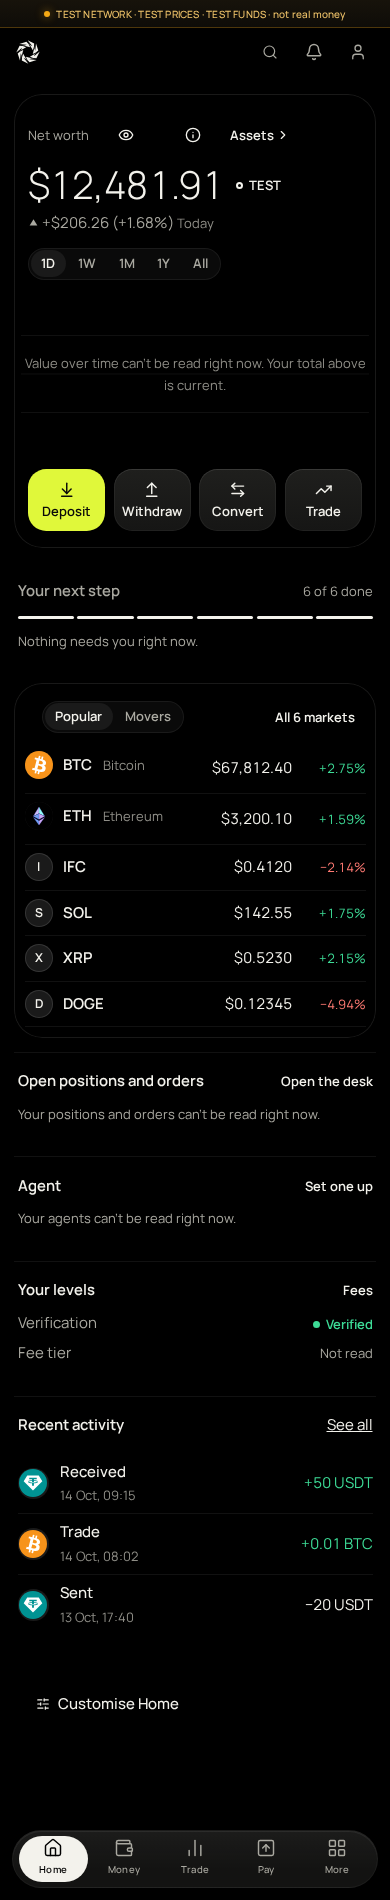 TEST NETWORK · TEST PRICES · TEST FUNDS · not real money
Net worth Assets
$12,481.91 TEST
+$206.26 (+1.68%) Today
1D 1W 1M 1Y All
Value over time can't be read right now. Your total above
is current.
Deposit Withdraw Convert Trade
Your next step 6 of 6 done
Nothing needs you right now.
Popular Movers All 6 markets
BTC Bitcoin $67,812.40 +2.75%
ETH Ethereum $3,200.10 +1.59%
I IFC $0.4120 −2.14%
S SOL $142.55 +1.75%
X XRP $0.5230 +2.15%
D DOGE $0.12345 −4.94%
Open positions and orders Open the desk
Your positions and orders can't be read right now.
Agent Set one up
Your agents can't be read right now.
Your levels Fees
Verification Verified
Fee tier Not read
Recent activity See all
Received +50 USDT
14 Oct, 09:15
Trade +0.01 BTC
14 Oct, 08:02
Sent −20 USDT
13 Oct, 17:40
Customise Home
Home Money Trade Pay More